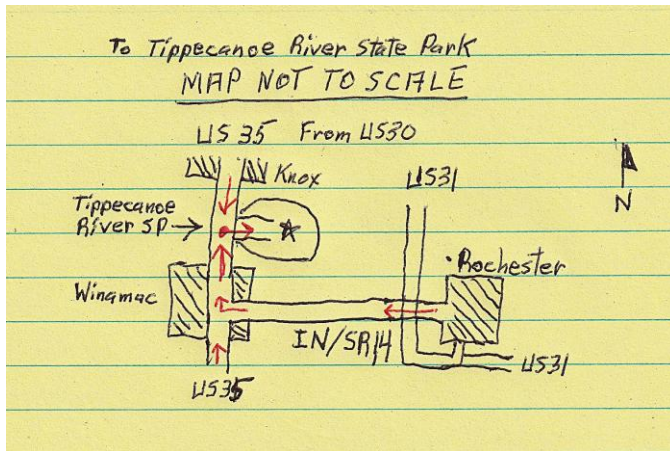 To Tippecanoe River State Park
MAP NOT TO SCALE
US 35 From US30
Knox
US31
Tippecanoe
River SP
N
Rochester
Winamac
IN/SR14
US31
US35